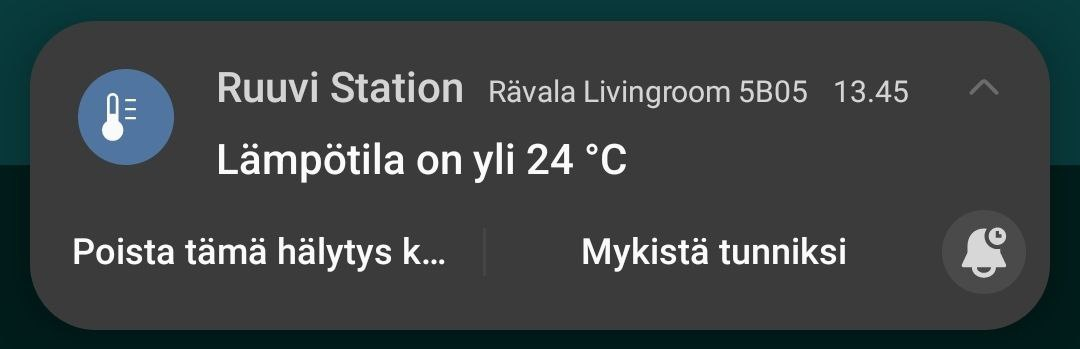 Ruuvi Station Rävala Livingroom 5B05 13.45
Lämpötila on yli 24 °C
Poista tämä hälytys k... Mykistä tunniksi